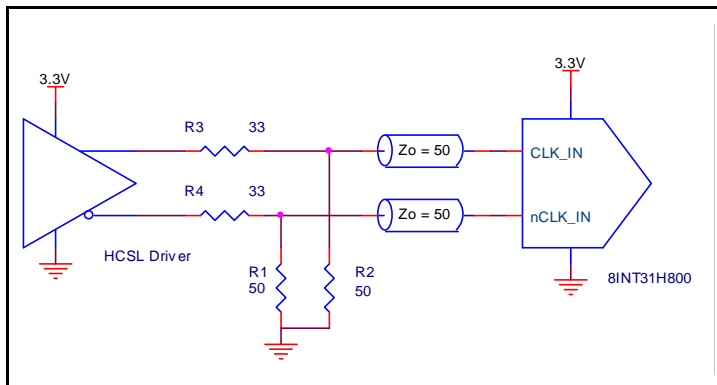 3.3V
3.3V
R3 33
Zo = 50
CLK_IN
R4 33
Zo = 50
nCLK_IN
HCSL Driver
R1
50
R2
50
8INT31H800